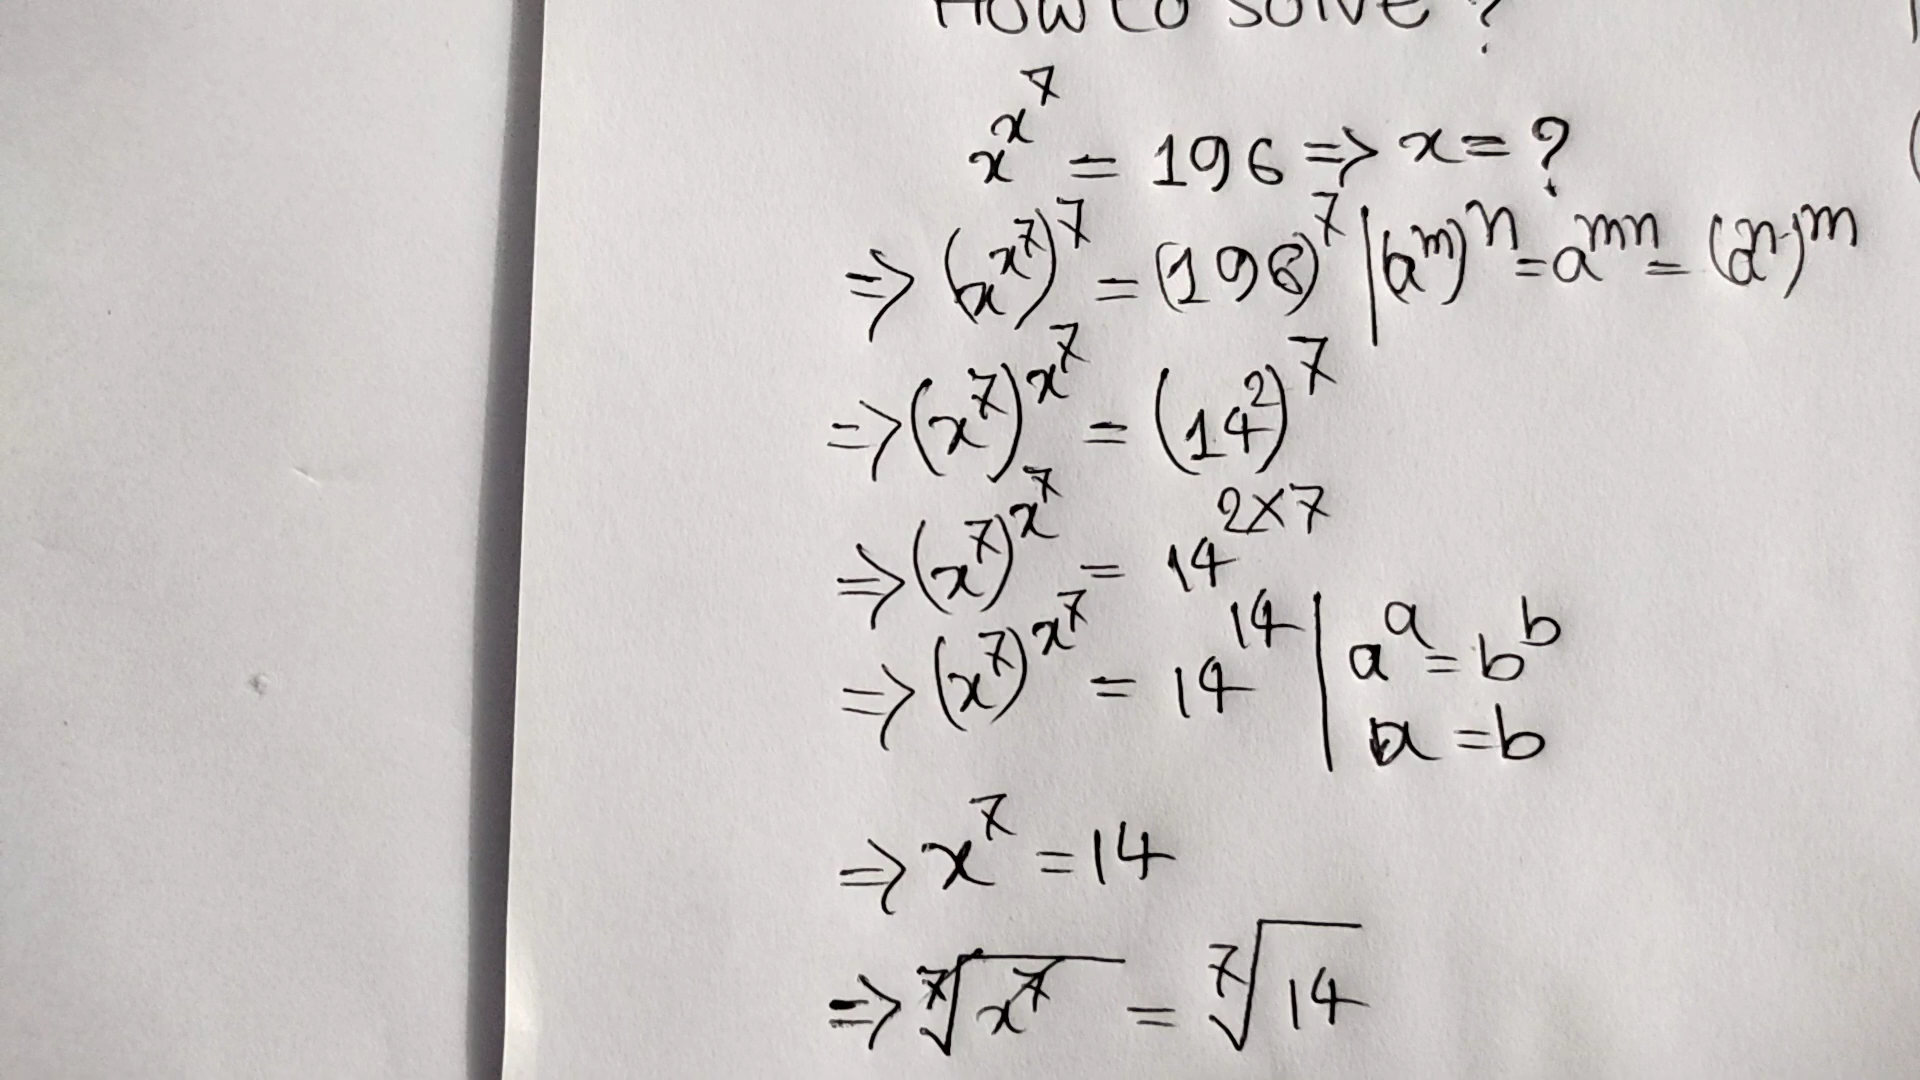 How to solve ?
x^x^7 = 196 => x = ?
=> (x^x^7)^7 = (196)^7 | (a^m)^n = a^mn = (a^n)^m
=> (x^7)^x^7 = (14^2)^7
=> (x^7)^x^7 = 14^2×7
=> (x^7)^x^7 = 14^14 | a^a = b^b
a = b
=> x^7 = 14
=> ⁷√x^7 = ⁷√14